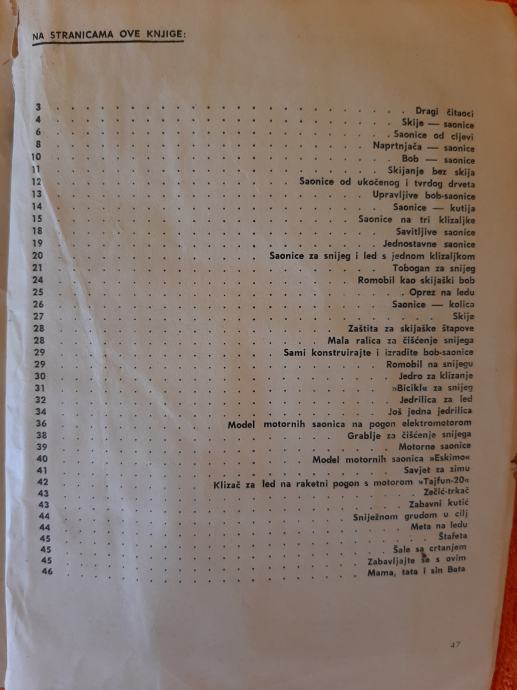 NA STRANICAMA OVE KNJIGE:
3 . . . . . . . . . . Dragi čitaoci
4 . . . . . . . . . . Skije — saonice
6 . . . . . . . . . . Saonice od cijevi
8 . . . . . . . . . . Naprtnjača — saonice
10 . . . . . . . . . . Bob — saonice
11 . . . . . . . . . . Skijanje bez skija
12 . . . . . . . . . . Saonice od ukočenog i tvrdog drveta
13 . . . . . . . . . . Upravljive bob-saonice
14 . . . . . . . . . . Saonice — kutija
15 . . . . . . . . . . Saonice na tri klizaljke
18 . . . . . . . . . . Savitljive saonice
19 . . . . . . . . . . Jednostavne saonice
20 . . . . . . . . . . Saonice za snijeg i led s jednom klizaljkom
21 . . . . . . . . . . Tobogan za snijeg
24 . . . . . . . . . . Romobil kao skijaški bob
25 . . . . . . . . . . Oprez na ledu
26 . . . . . . . . . . Saonice — kolica
27 . . . . . . . . . . Skije
28 . . . . . . . . . . Zaštita za skijaške štapove
28 . . . . . . . . . . Mala ralica za čišćenje snijega
29 . . . . . . . . . . Sami konstruirajte i izradite bob-saonice
29 . . . . . . . . . . Romobil na snijegu
30 . . . . . . . . . . Jedro za klizanje
31 . . . . . . . . . . »Bicikl« za snijeg
32 . . . . . . . . . . Jedrilica za led
34 . . . . . . . . . . Još jedna jedrilica
36 . . . . . . . . . . Model motornih saonica na pogon elektromotorom
38 . . . . . . . . . . Grablje za čišćenje snijega
39 . . . . . . . . . . Motorne saonice
40 . . . . . . . . . . Model motornih saonica »Eskimo«
41 . . . . . . . . . . Savjet za zimu
42 . . . . . . . . . . Klizač za led na raketni pogon s motorom »Tajfun-20«
43 . . . . . . . . . . Zečić-trkač
43 . . . . . . . . . . Zabavni kutić
44 . . . . . . . . . . Sniježnom grudom u cilj
44 . . . . . . . . . . Meta na ledu
45 . . . . . . . . . . Štafeta
45 . . . . . . . . . . Šale sa crtanjem
45 . . . . . . . . . . Zabavljajte se s ovim
46 . . . . . . . . . . Mama, tata i sin Bata
47